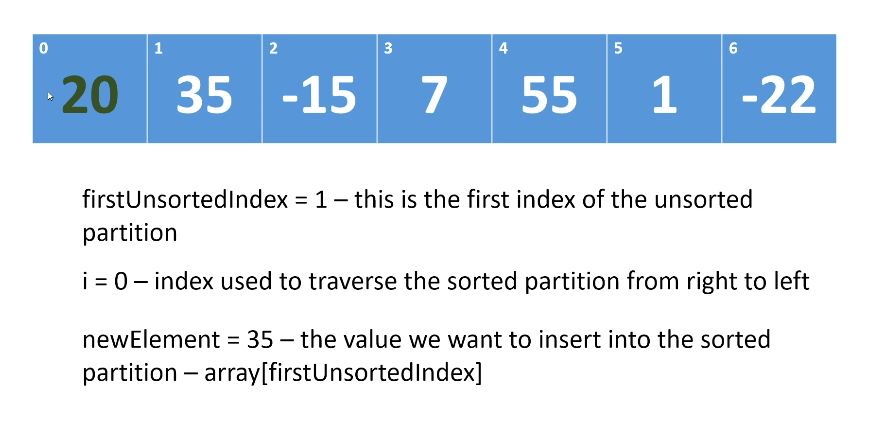 0 1 2 3 4 5 6
20 35 -15 7 55 1 -22
firstUnsortedIndex = 1 – this is the first index of the unsorted
partition
i = 0 – index used to traverse the sorted partition from right to left
newElement = 35 – the value we want to insert into the sorted
partition – array[firstUnsortedIndex]